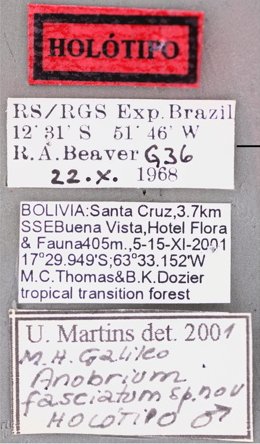 HOLÓTIPO
RS/RGS Exp. Brazil
12° 31' S 51° 46' W
R.A. Beaver G36
22.X. 1968
BOLIVIA:Santa Cruz,3.7km
SSEBuena Vista,Hotel Flora
& Fauna405m.,5-15-XI-2001
17°29.949'S;63°33.152'W
M.C.Thomas&B.K.Dozier
tropical transition forest
U. Martins det. 2001
M.H. Galileo
Anobrium
fasciatum sp. nov
HOLÓTIPO ♂